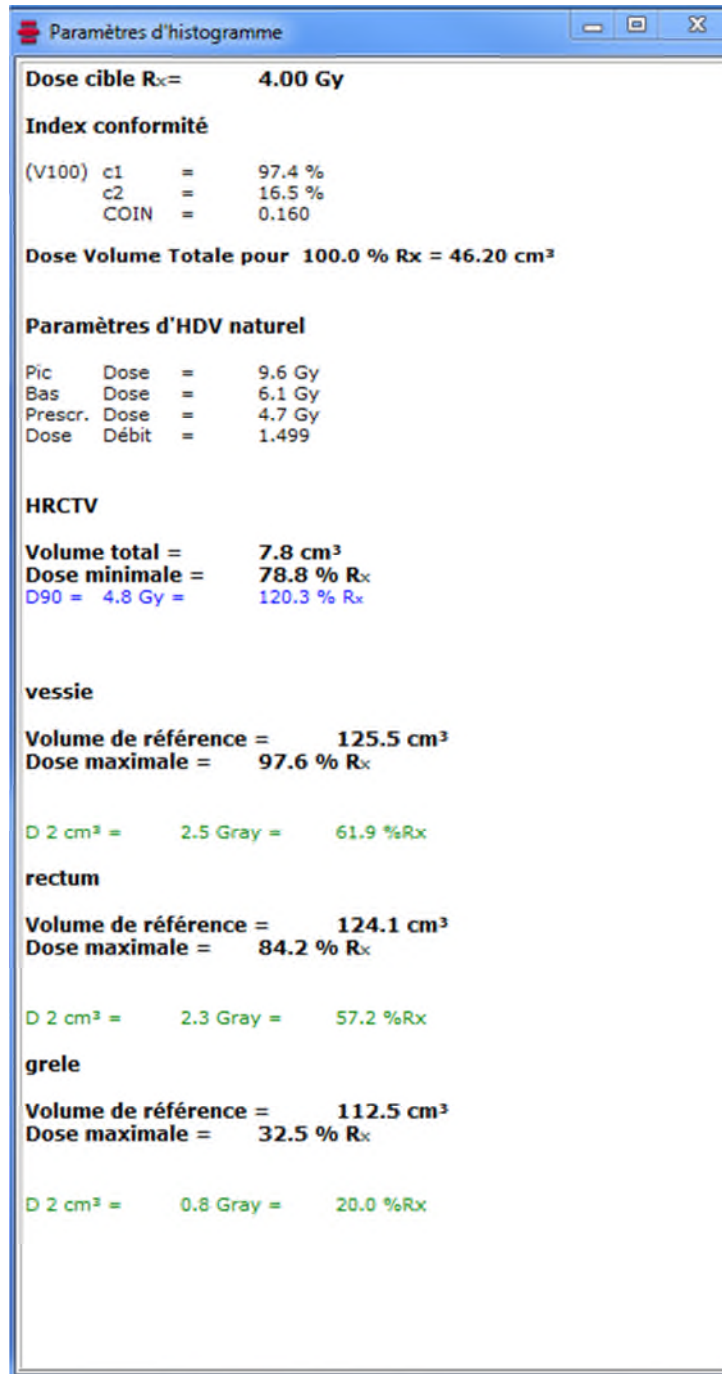 Paramètres d'histogramme
Dose cible Rx= 4.00 Gy
Index conformité
(V100) c1 = 97.4 %
c2 = 16.5 %
COIN = 0.160
Dose Volume Totale pour 100.0 % Rx = 46.20 cm³
Paramètres d'HDV naturel
Pic Dose = 9.6 Gy
Bas Dose = 6.1 Gy
Prescr. Dose = 4.7 Gy
Dose Débit = 1.499
HRCTV
Volume total = 7.8 cm³
Dose minimale = 78.8 % Rx
D90 = 4.8 Gy = 120.3 % Rx
vessie
Volume de référence = 125.5 cm³
Dose maximale = 97.6 % Rx
D 2 cm³ = 2.5 Gray = 61.9 %Rx
rectum
Volume de référence = 124.1 cm³
Dose maximale = 84.2 % Rx
D 2 cm³ = 2.3 Gray = 57.2 %Rx
grele
Volume de référence = 112.5 cm³
Dose maximale = 32.5 % Rx
D 2 cm³ = 0.8 Gray = 20.0 %Rx